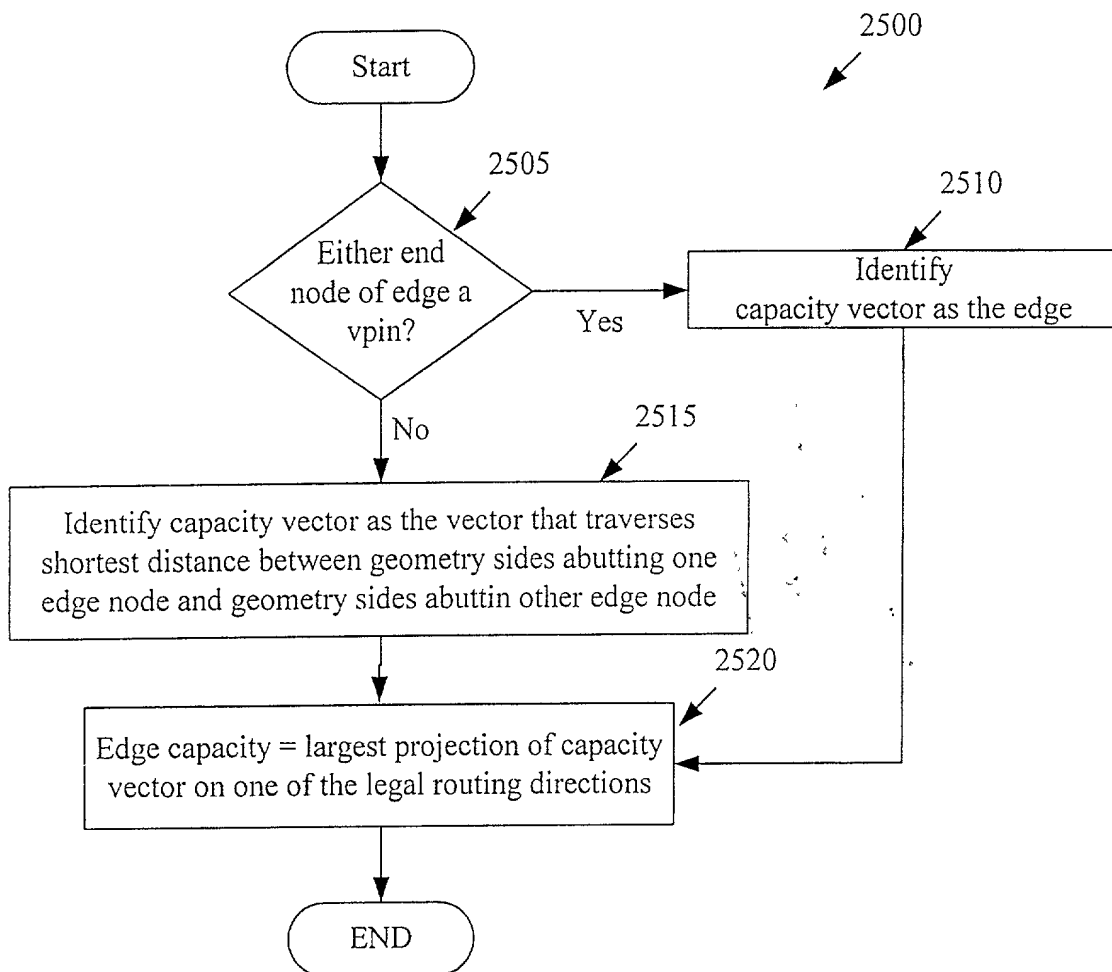 2500
Start
2505
Either end
node of edge a
vpin?
Yes
2510
Identify
capacity vector as the edge
No
2515
Identify capacity vector as the vector that traverses
shortest distance between geometry sides abutting one
edge node and geometry sides abuttin other edge node
2520
Edge capacity = largest projection of capacity
vector on one of the legal routing directions
END